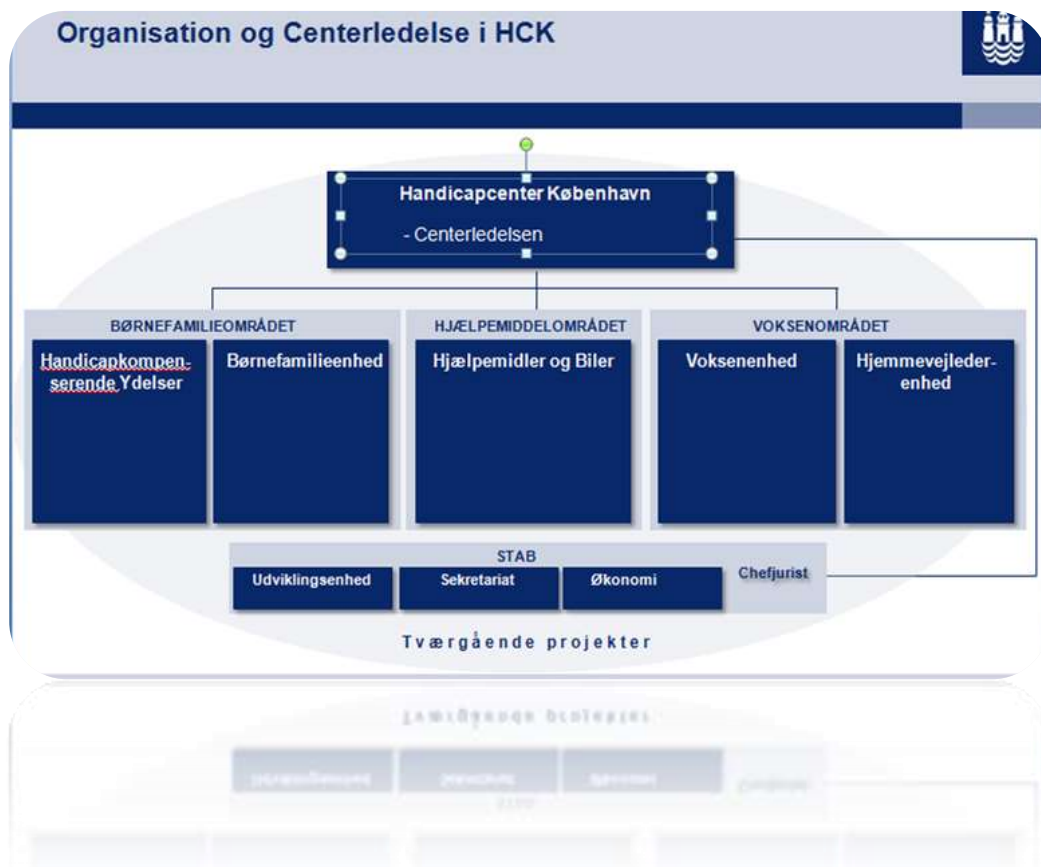 Organisation og Centerledelse i HCK
Handicapcenter København
- Centerledelsen
BØRNEFAMILIEOMRÅDET
Handicapkompen-
serende Ydelser
Børnefamilieenhed
HJÆLPEMIDDELOMRÅDET
Hjælpemidler og Biler
VOKSENOMRÅDET
Voksenenhed
Hjemmevejleder-
enhed
STAB
Udviklingsenhed
Sekretariat
Økonomi
Chefjurist
Tværgående projekter